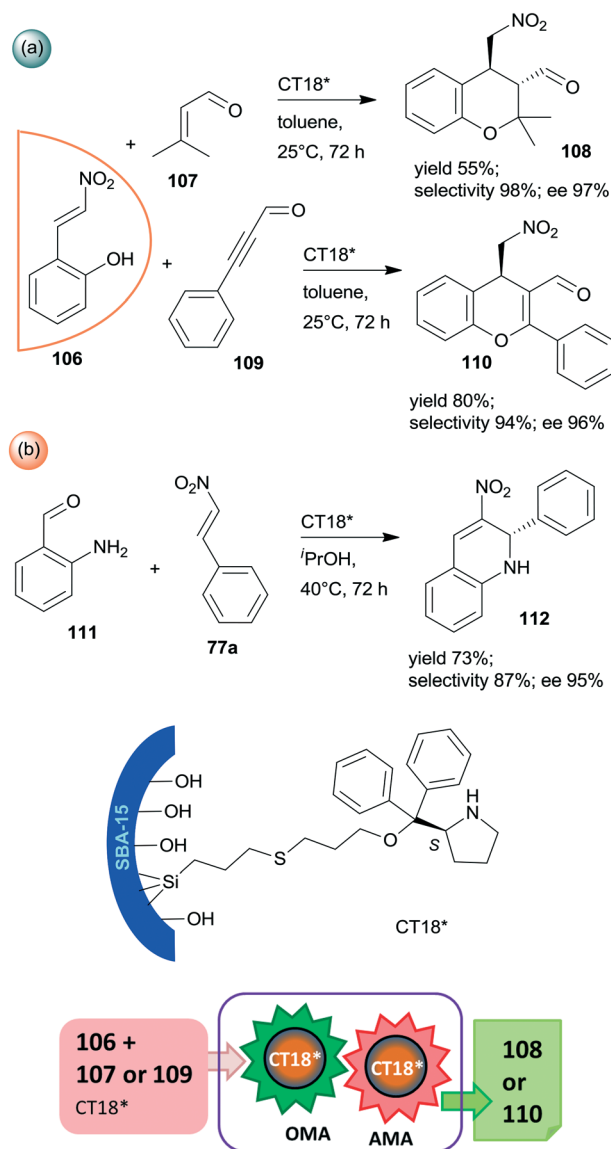 (a)
NO₂
CT18*
toluene,
25°C, 72 h
O
O
+
107
O
108
yield 55%;
selectivity 98%; ee 97%
NO₂
OH
106
+
O
109
CT18*
toluene,
25°C, 72 h
NO₂
O
O
110
yield 80%;
selectivity 94%; ee 96%
(b)
O
NH₂
111
+
O₂N
77a
CT18*
ⁱPrOH,
40°C, 72 h
NO₂
NH
112
yield 73%;
selectivity 87%; ee 95%
SBA-15
OH
OH
OH
Si
OH
S
O
H
N
S
CT18*
106 +
107 or 109
CT18*
CT18*
CT18*
OMA
AMA
108
or
110